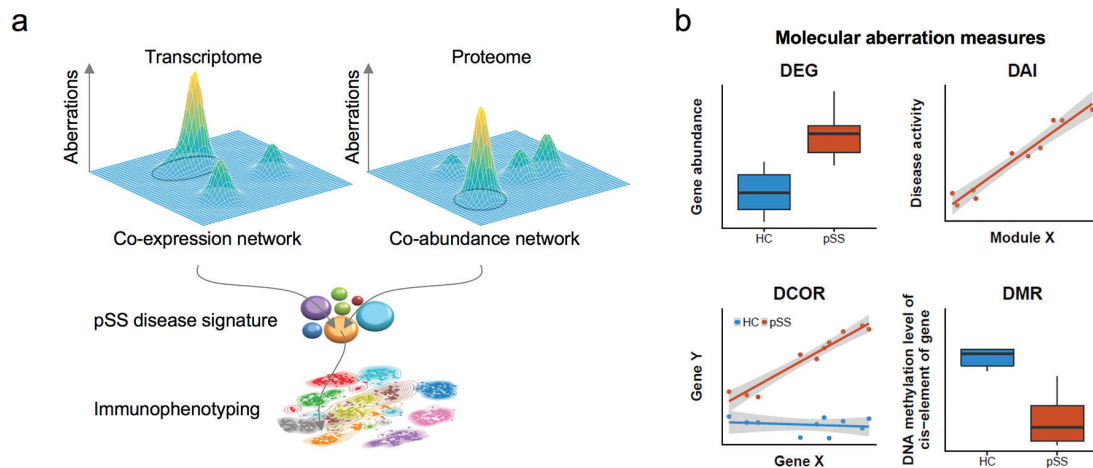 a
Transcriptome
Proteome
Aberrations
Aberrations
Co-expression network
Co-abundance network
pSS disease signature
Immunophenotyping
b
Molecular aberration measures
DEG
Gene abundance
HC
pSS
DAI
Disease activity
Module X
DCOR
HC pSS
Gene Y
Gene X
DMR
DNA methylation level of
cis-element of gene
HC
pSS